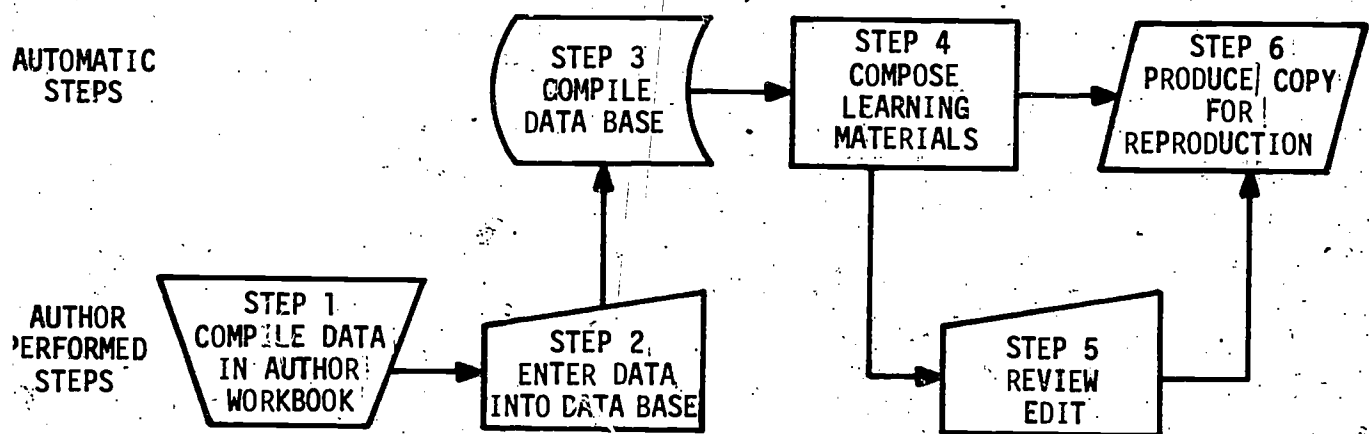 AUTOMATIC
STEPS
STEP 3
COMPILE
DATA BASE
STEP 4
COMPOSE
LEARNING
MATERIALS
STEP 6
PRODUCE COPY
FOR
REPRODUCTION
AUTHOR
PERFORMED
STEPS
STEP 1
COMPILE DATA
IN AUTHOR
WORKBOOK
STEP 2
ENTER DATA
INTO DATA BASE
STEP 5
REVIEW
EDIT